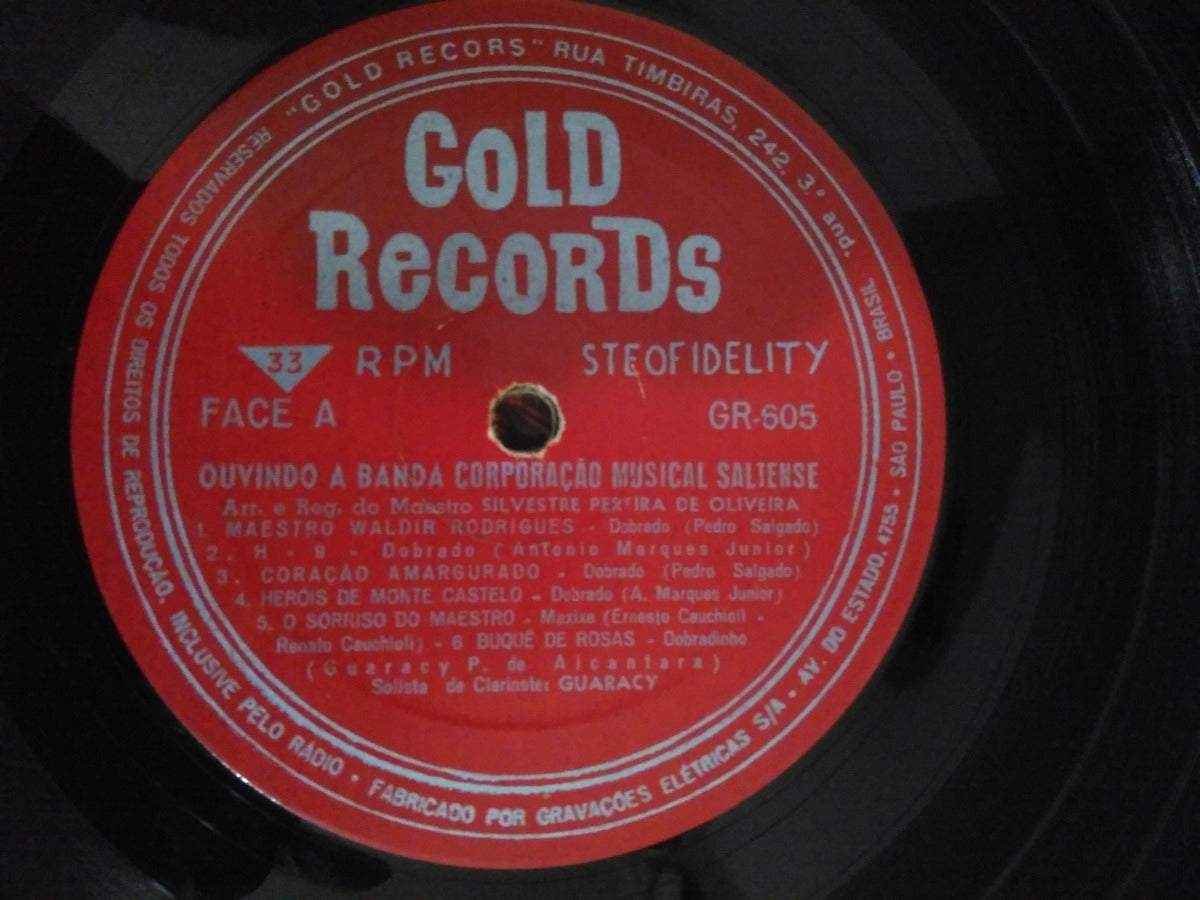 "GOLD RECORS" RUA TIMBIRAS, 242, 3.° and.
GOLD
RECORDS
33 RPM STEOFIDELITY
FACE A GR-605
OUVINDO A BANDA CORPORAÇÃO MUSICAL SALTENSE
Arr. e Reg. do Maestro SILVESTRE PEREIRA DE OLIVEIRA
1. MAESTRO WALDIR RODRIGUES - Dobrado (Pedro Salgado)
2. H - 9 - Dobrado (Antonio Marques Junior)
3. CORAÇÃO AMARGURADO - Dobrado (Pedro Salgado)
4. HERÓIS DE MONTE CASTELO - Dobrado (A. Marques Junior)
5. O SORRISO DO MAESTRO - Maxixe (Ernesto Cauchioli -
Renato Cauchioli) - 6 BUQUÊ DE ROSAS - Dobradinho
(Guaracy P. de Alcantara)
Solista de Clarinete: GUARACY
RESERVADOS TODOS OS DIREITOS DE REPRODUÇÃO, INCLUSIVE PELO RÁDIO • FABRICADO POR GRAVAÇÕES ELÉTRICAS S/A • AV. DO ESTADO, 4755 • SÃO PAULO • BRASIL